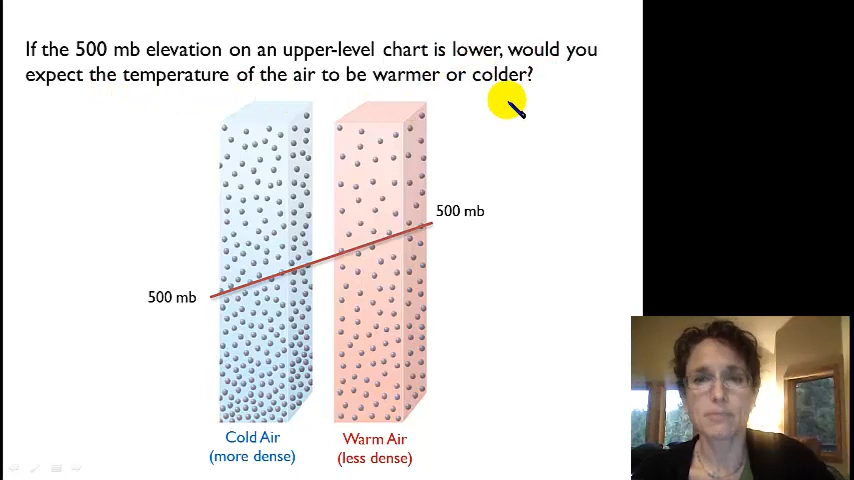 If the 500 mb elevation on an upper-level chart is lower, would you
expect the temperature of the air to be warmer or colder?
500 mb
500 mb
Cold Air
(more dense)
Warm Air
(less dense)